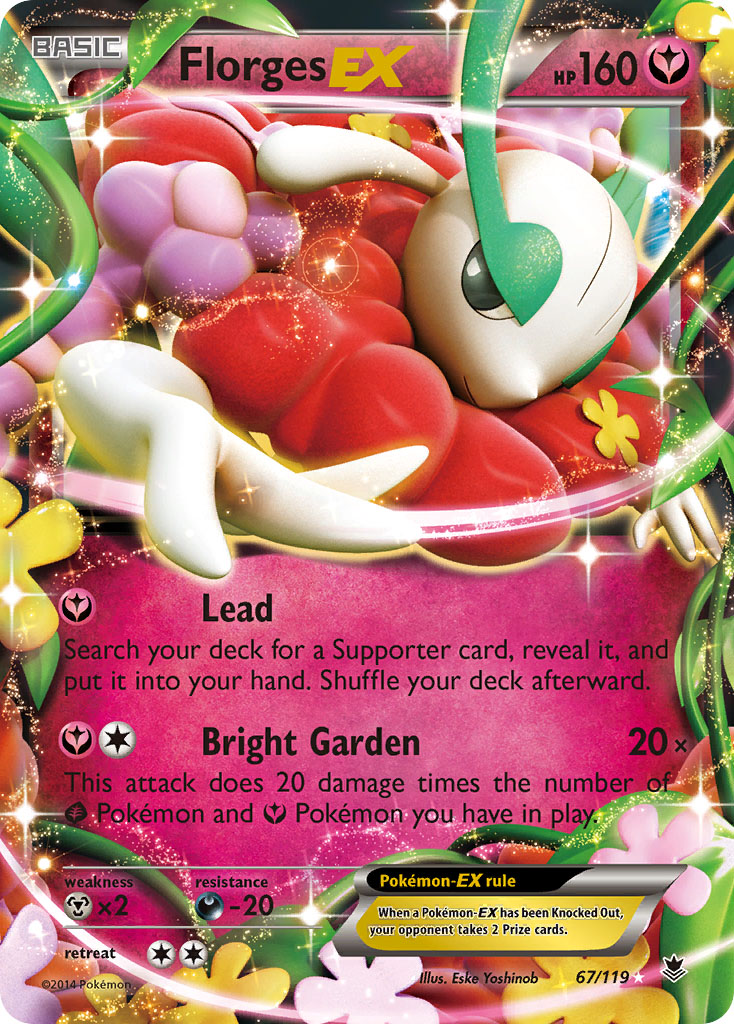 BASIC
Florges EX
HP 160
Lead
Search your deck for a Supporter card, reveal it, and
put it into your hand. Shuffle your deck afterward.
Bright Garden 20×
This attack does 20 damage times the number of
Pokémon and Pokémon you have in play.
weakness resistance
×2 -20
Pokémon-EX rule
When a Pokémon-EX has been Knocked Out,
your opponent takes 2 Prize cards.
retreat
©2014 Pokémon
Illus. Eske Yoshinob 67/119